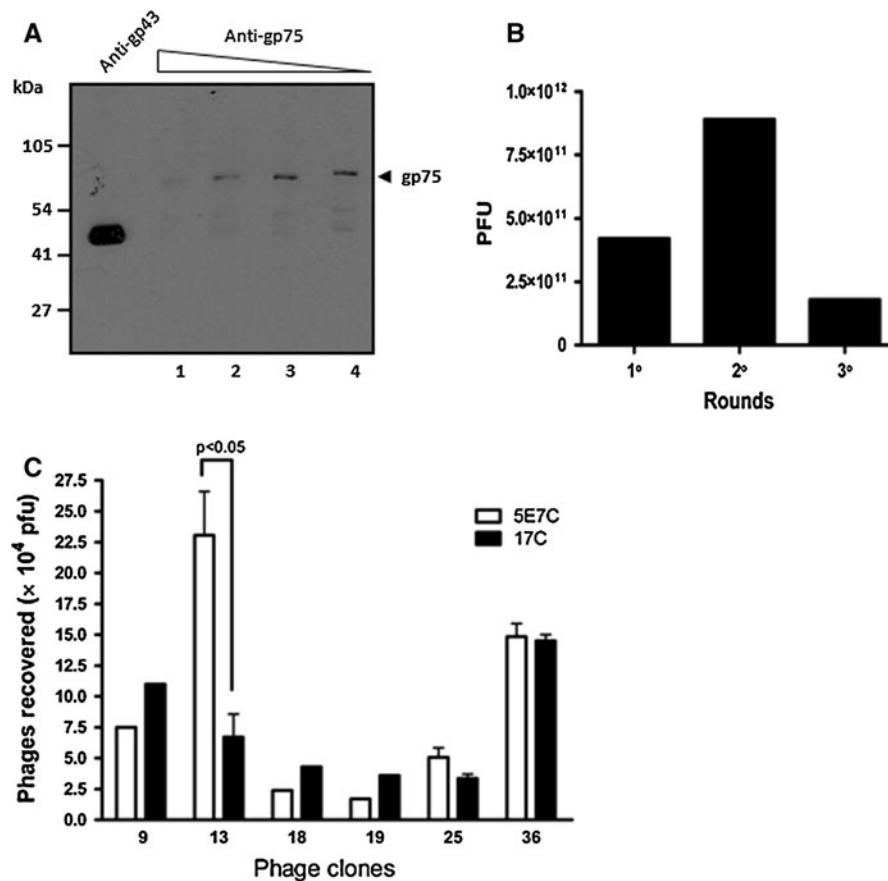 A
Anti-gp43
Anti-gp75
kDa
105
54
41
27
gp75
1 2 3 4
B
PFU
1.0×10¹²
7.5×10¹¹
5.0×10¹¹
2.5×10¹¹
0
1º 2º 3º
Rounds
C
p<0.05
Phages recovered (× 10⁴ pfu)
27.5
25.0
22.5
20.0
17.5
15.0
12.5
10.0
7.5
5.0
2.5
0.0
5E7C
17C
9 13 18 19 25 36
Phage clones